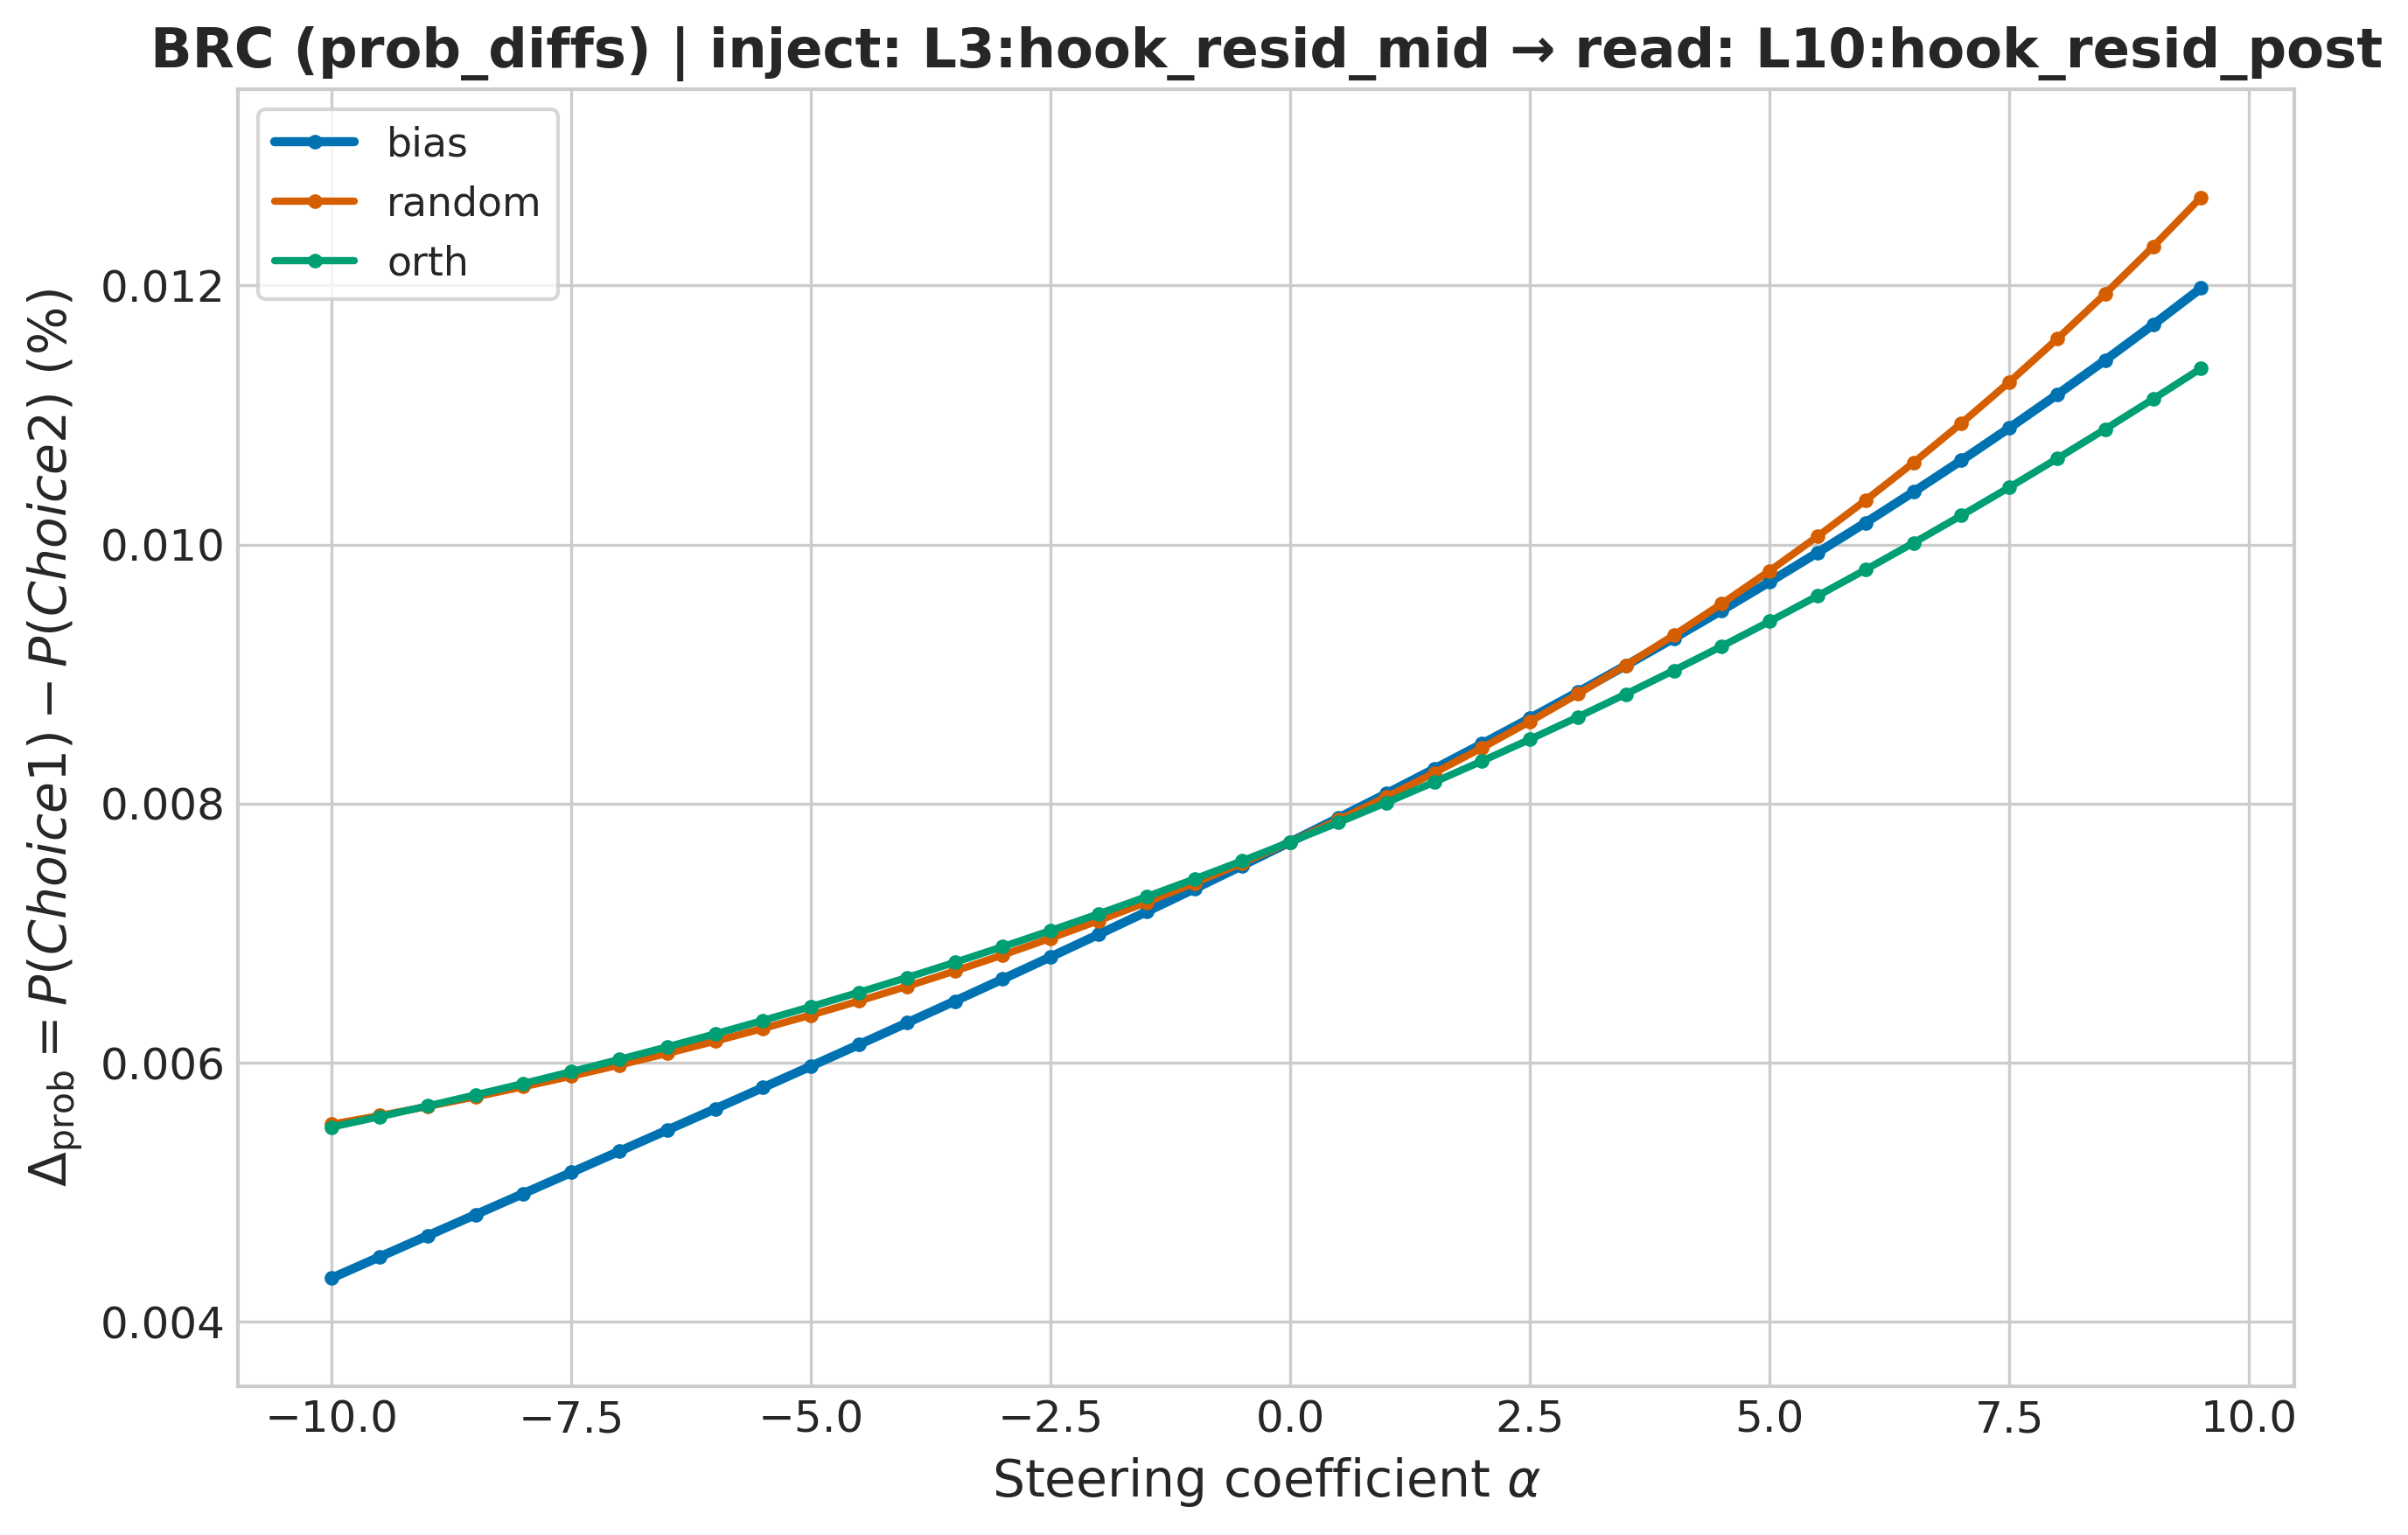 BRC (prob_diffs) | inject: L3:hook_resid_mid → read: L10:hook_resid_post
bias
random
orth
Δprob = P(Choice1) − P(Choice2) (%)
0.012
0.010
0.008
0.006
0.004
−10.0 −7.5 −5.0 −2.5 0.0 2.5 5.0 7.5 10.0
Steering coefficient α